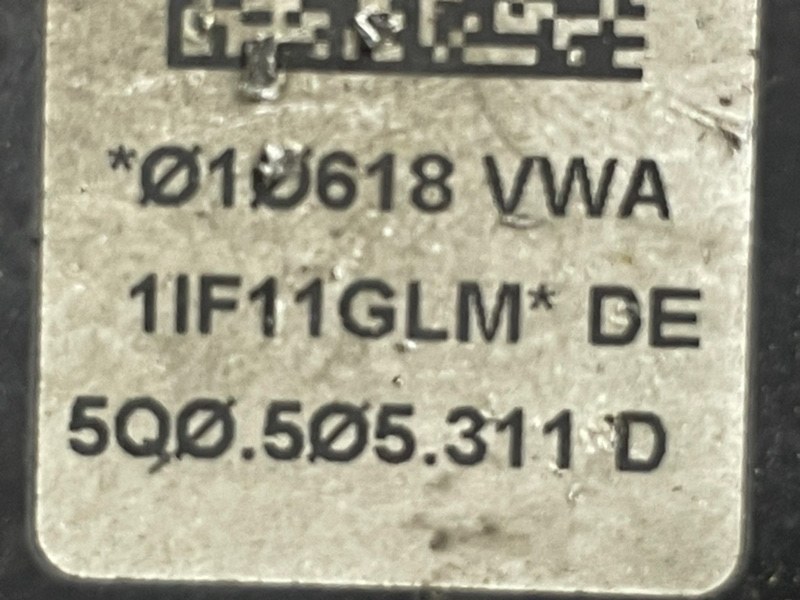 *Ø1Ø618 VWA
1IF11GLM* DE
5QØ.5Ø5.311 D